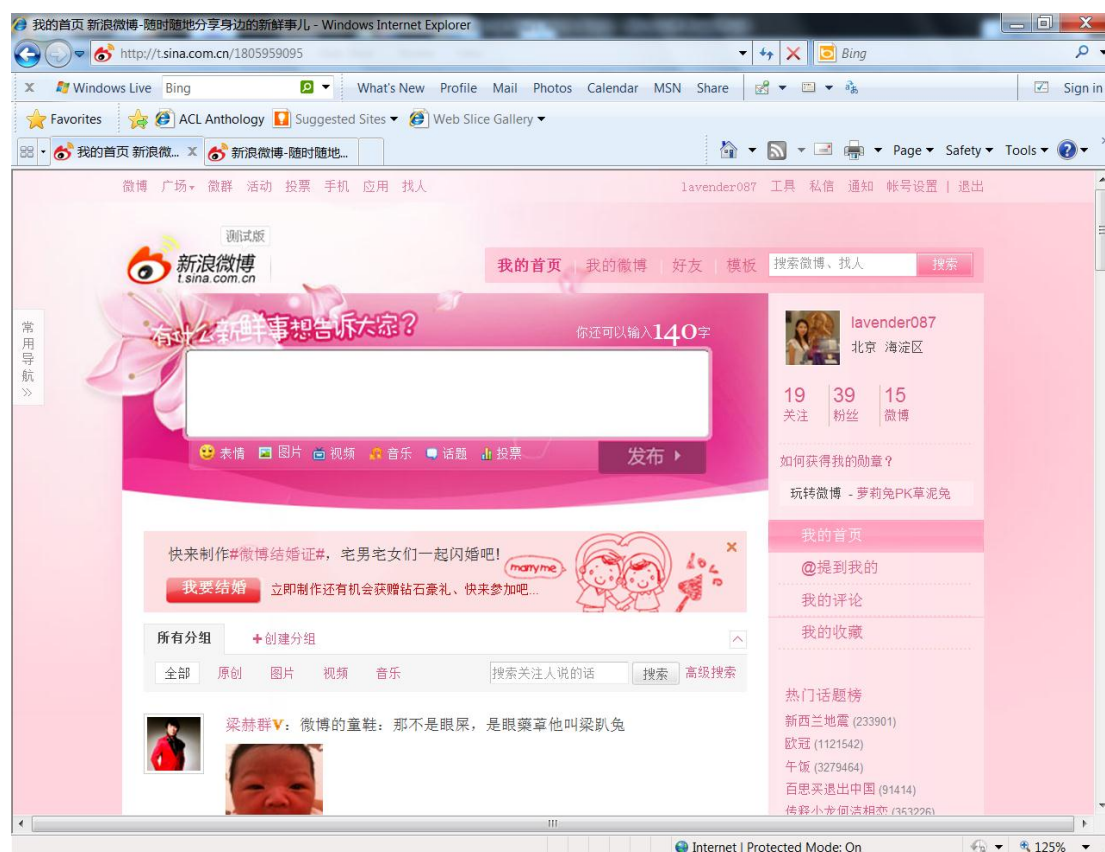 我的首页 新浪微博-随时随地分享身边的新鲜事儿 - Windows Internet Explorer
http://t.sina.com.cn/1805959095
Bing
x Windows Live Bing What's New Profile Mail Photos Calendar MSN Share Sign in
Favorites ACL Anthology Suggested Sites Web Slice Gallery
我的首页 新浪微... x 新浪微博-随时随地... Page Safety Tools
微博 广场 微群 活动 投票 手机 应用 找人 lavender087 工具 私信 通知 帐号设置 | 退出
测试版
新浪微博
t.sina.com.cn
我的首页 我的微博 好友 模板 搜索微博、找人 搜索
常用导航
有什么新鲜事想告诉大家?
你还可以输入140字
表情 图片 视频 音乐 话题 投票 发布
lavender087
北京 海淀区
19 39 15
关注 粉丝 微博
如何获得我的勋章?
玩转微博 - 萝莉兔PK草泥兔
我的首页
@提到我的
我的评论
我的收藏
快来制作#微博结婚证#,宅男宅女们一起闪婚吧!
marry me
我要结婚 立即制作还有机会获赠钻石豪礼、快来参加吧...
所有分组 +创建分组
全部 原创 图片 视频 音乐 搜索关注人说的话 搜索 高级搜索
梁赫群V:微博的童鞋:那不是眼屎,是眼藥草他叫梁趴兔
热门话题榜
新西兰地震 (233901)
欧冠 (1121542)
午饭 (3279464)
百思买退出中国 (91414)
传释小龙何洁相恋 (353226)
Internet | Protected Mode: On 125%